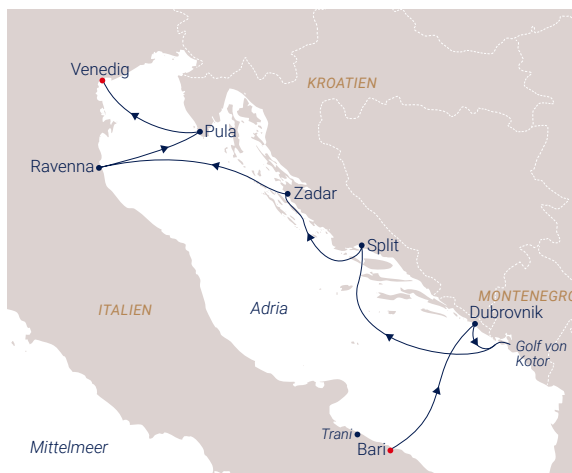 Venedig
KROATIEN
Pula
Ravenna
Zadar
Split
MONTENEGRO
ITALIEN
Adria
Dubrovnik
Golf von
Kotor
Trani
Bari
Mittelmeer